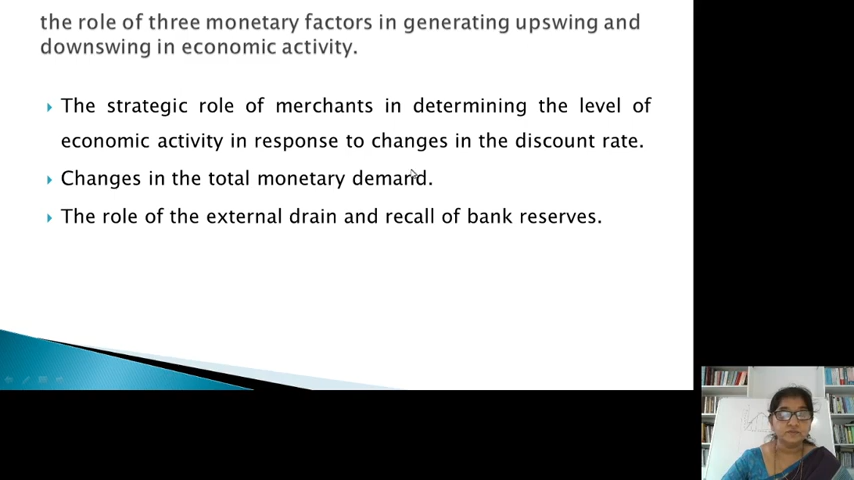 the role of three monetary factors in generating upswing and
downswing in economic activity.
The strategic role of merchants in determining the level of
economic activity in response to changes in the discount rate.
Changes in the total monetary demand.
The role of the external drain and recall of bank reserves.